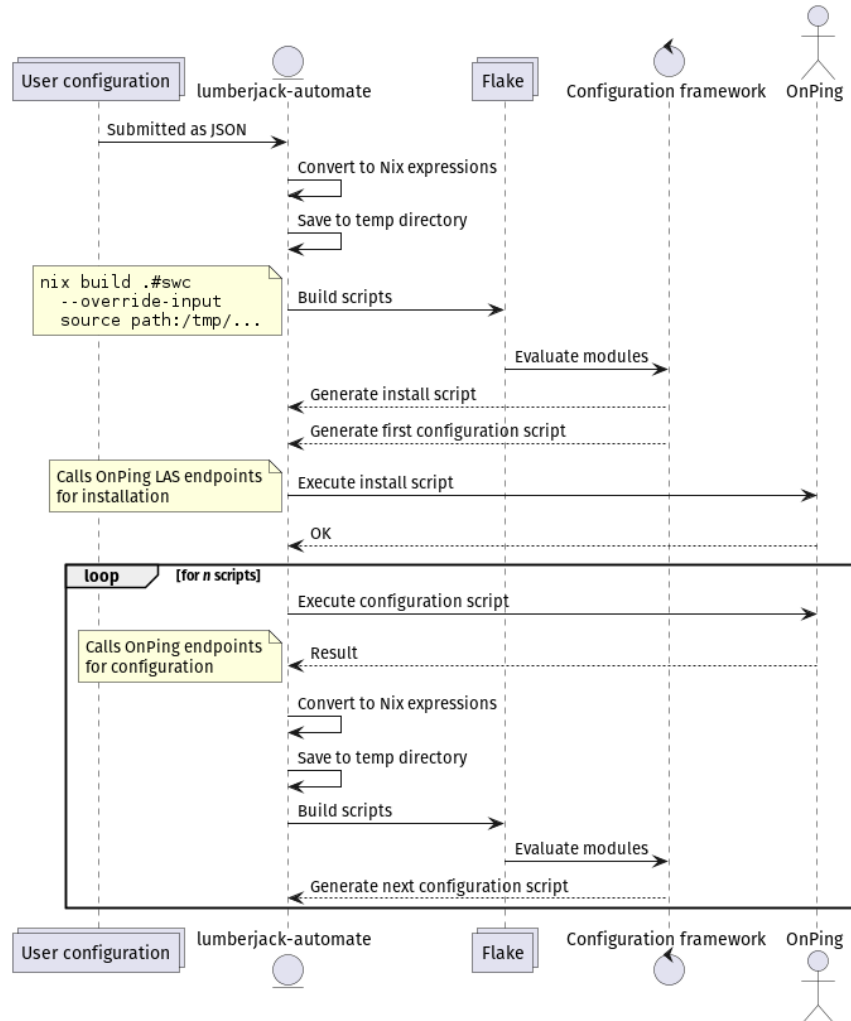 User configuration
lumberjack-automate
Flake
Configuration framework
OnPing
Submitted as JSON
Convert to Nix expressions
Save to temp directory
nix build .#swc
--override-input
source path:/tmp/...
Build scripts
Evaluate modules
Generate install script
Generate first configuration script
Calls OnPing LAS endpoints
for installation
Execute install script
OK
loop
[for n scripts]
Execute configuration script
Calls OnPing endpoints
for configuration
Result
Convert to Nix expressions
Save to temp directory
Build scripts
Evaluate modules
Generate next configuration script
User configuration
lumberjack-automate
Flake
Configuration framework
OnPing